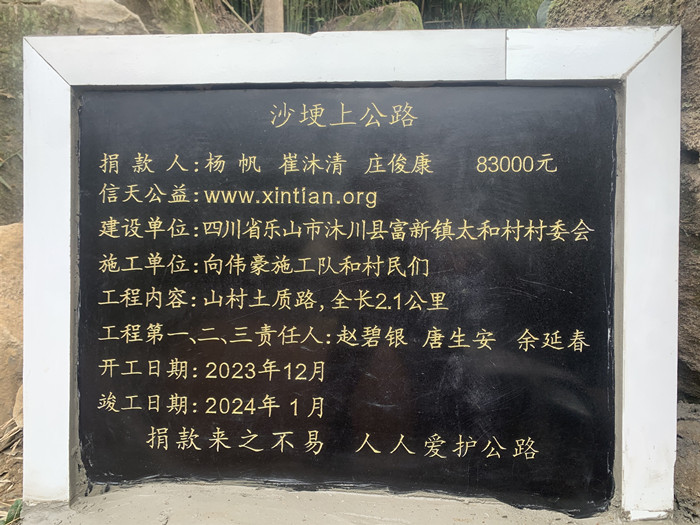 沙埂上公路
捐款人:杨帆 崔沐清 庄俊康 83000元
信天公益:www.xintian.org
建设单位:四川省乐山市沐川县富新镇太和村村委会
施工单位:向伟豪施工队和村民们
工程内容:山村土质路,全长2.1公里
工程第一、二、三责任人:赵碧银 唐生安 余延春
开工日期:2023年12月
竣工日期:2024年1月
捐款来之不易 人人爱护公路